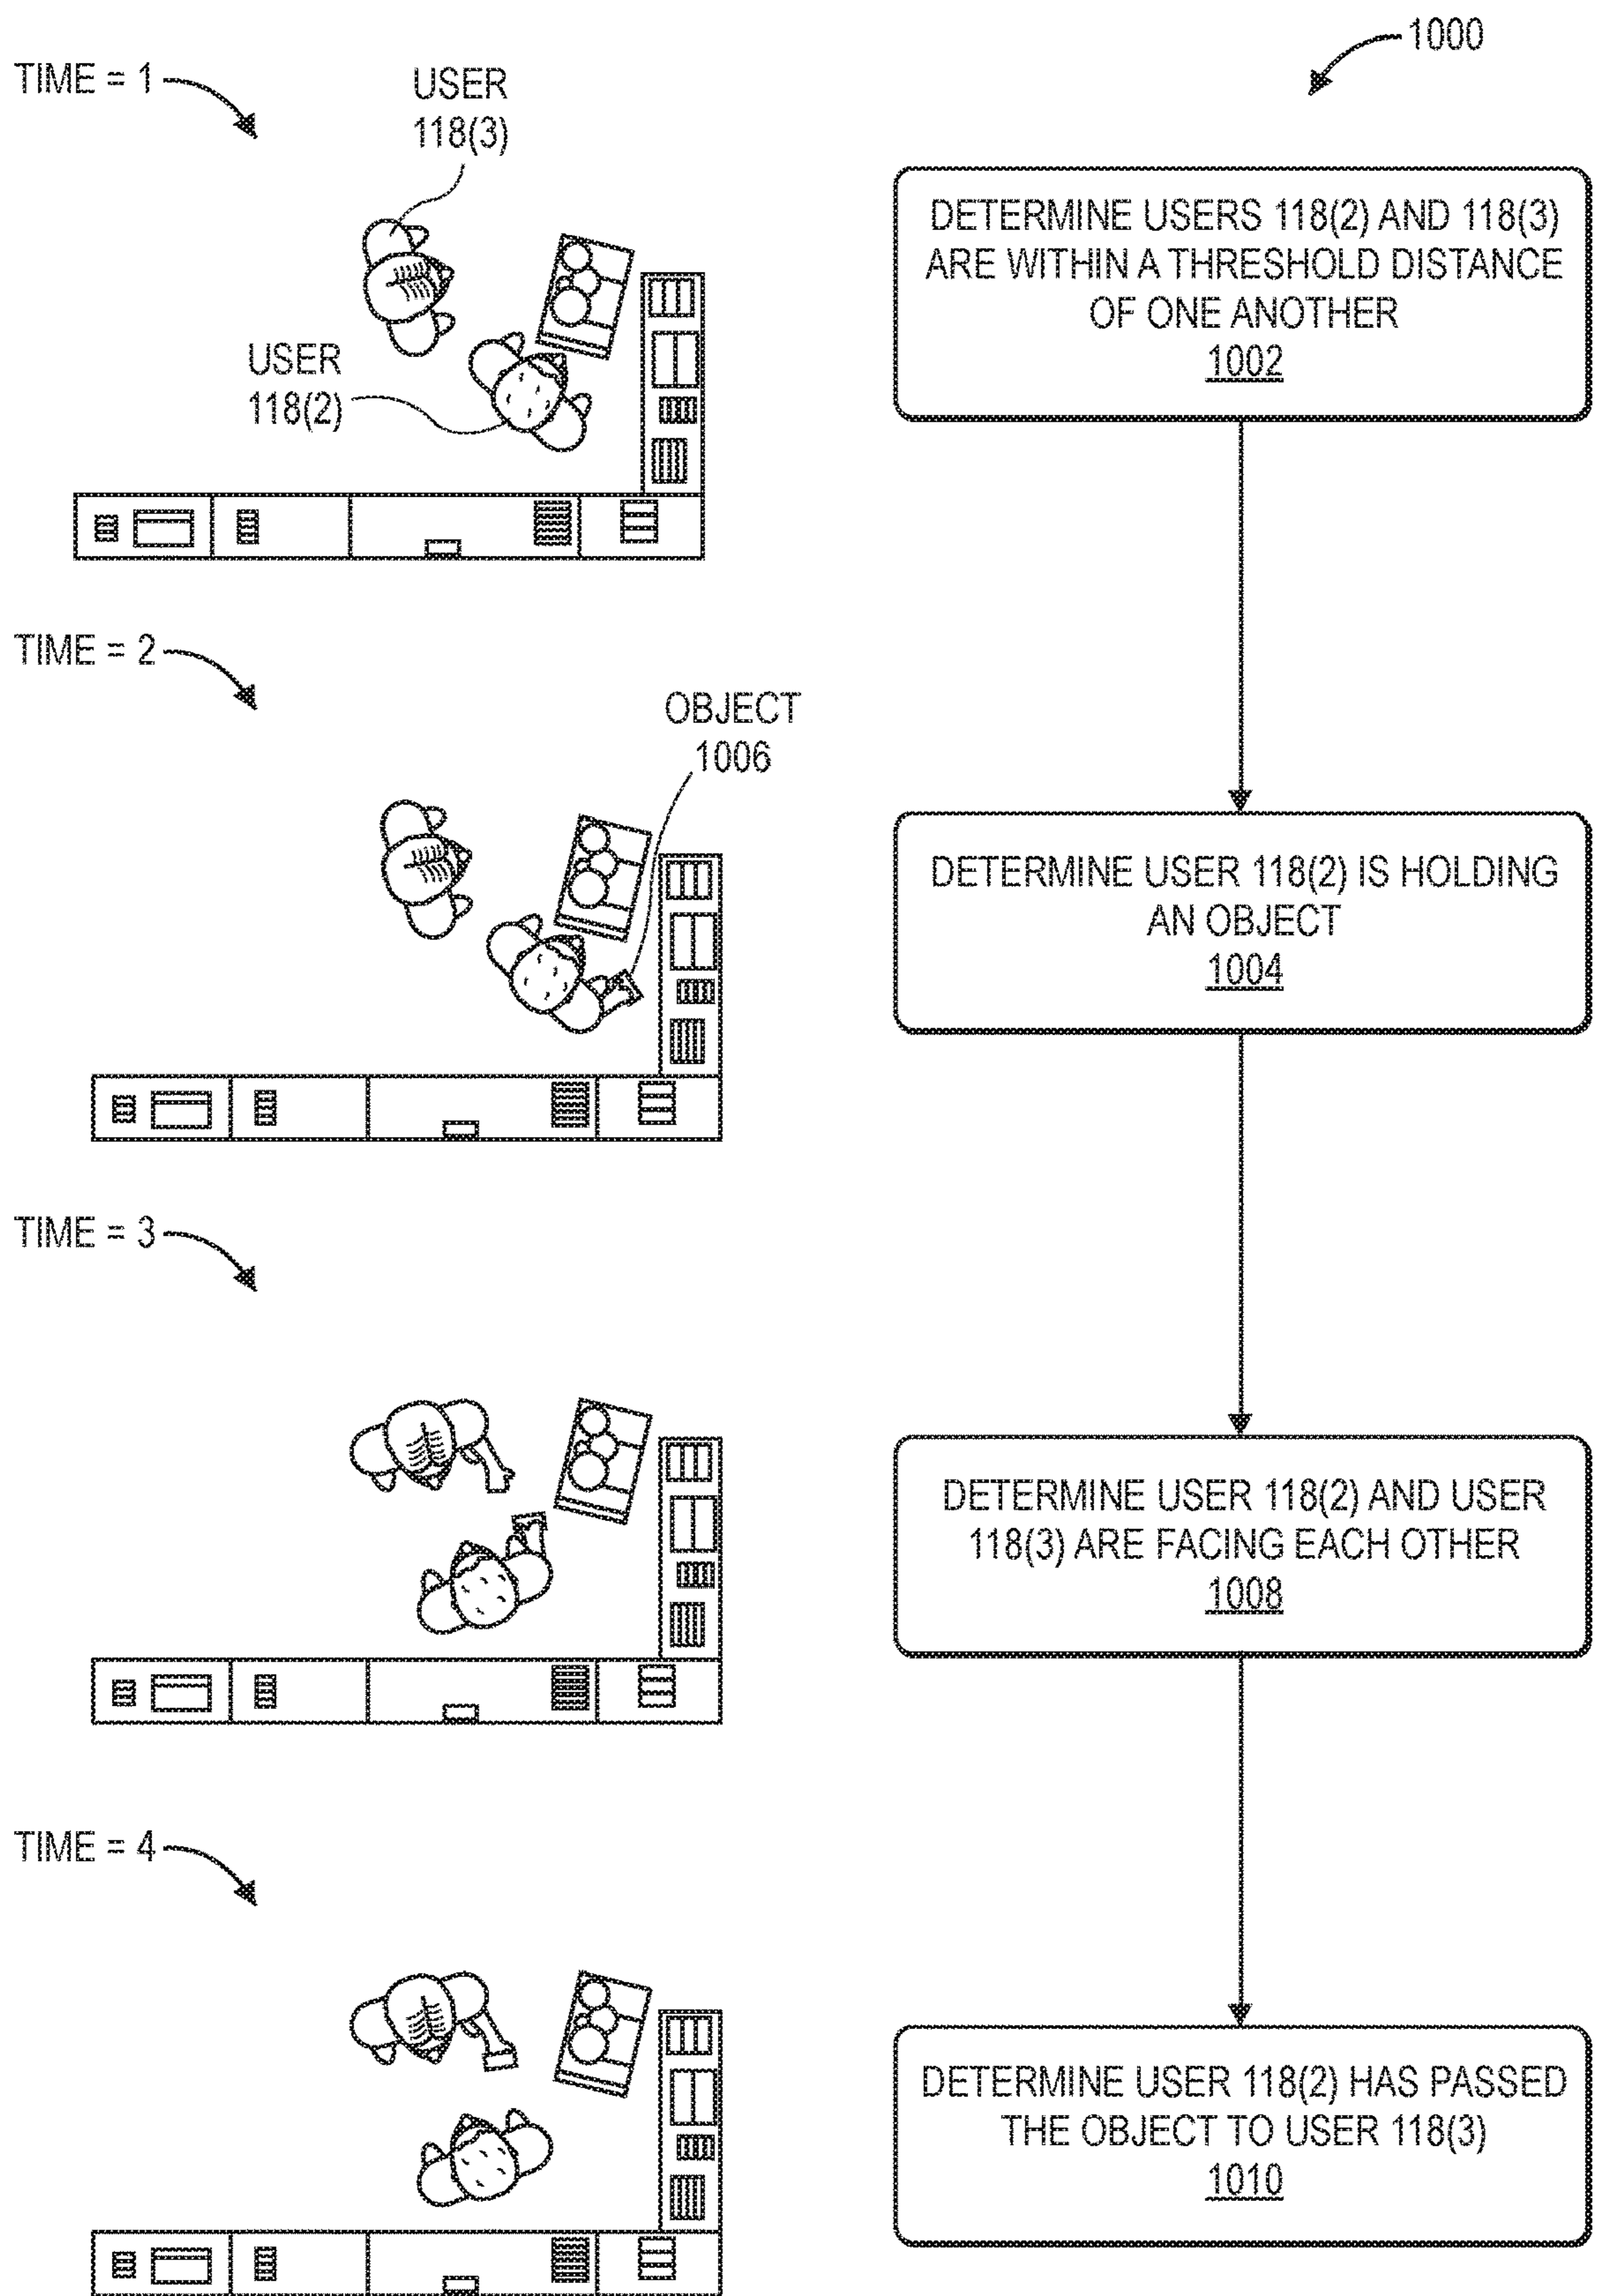 1000
TIME = 1
USER
118(3)
USER
118(2)
DETERMINE USERS 118(2) AND 118(3)
ARE WITHIN A THRESHOLD DISTANCE
OF ONE ANOTHER
1002
TIME = 2
OBJECT
1006
DETERMINE USER 118(2) IS HOLDING
AN OBJECT
1004
TIME = 3
DETERMINE USER 118(2) AND USER
118(3) ARE FACING EACH OTHER
1008
TIME = 4
DETERMINE USER 118(2) HAS PASSED
THE OBJECT TO USER 118(3)
1010